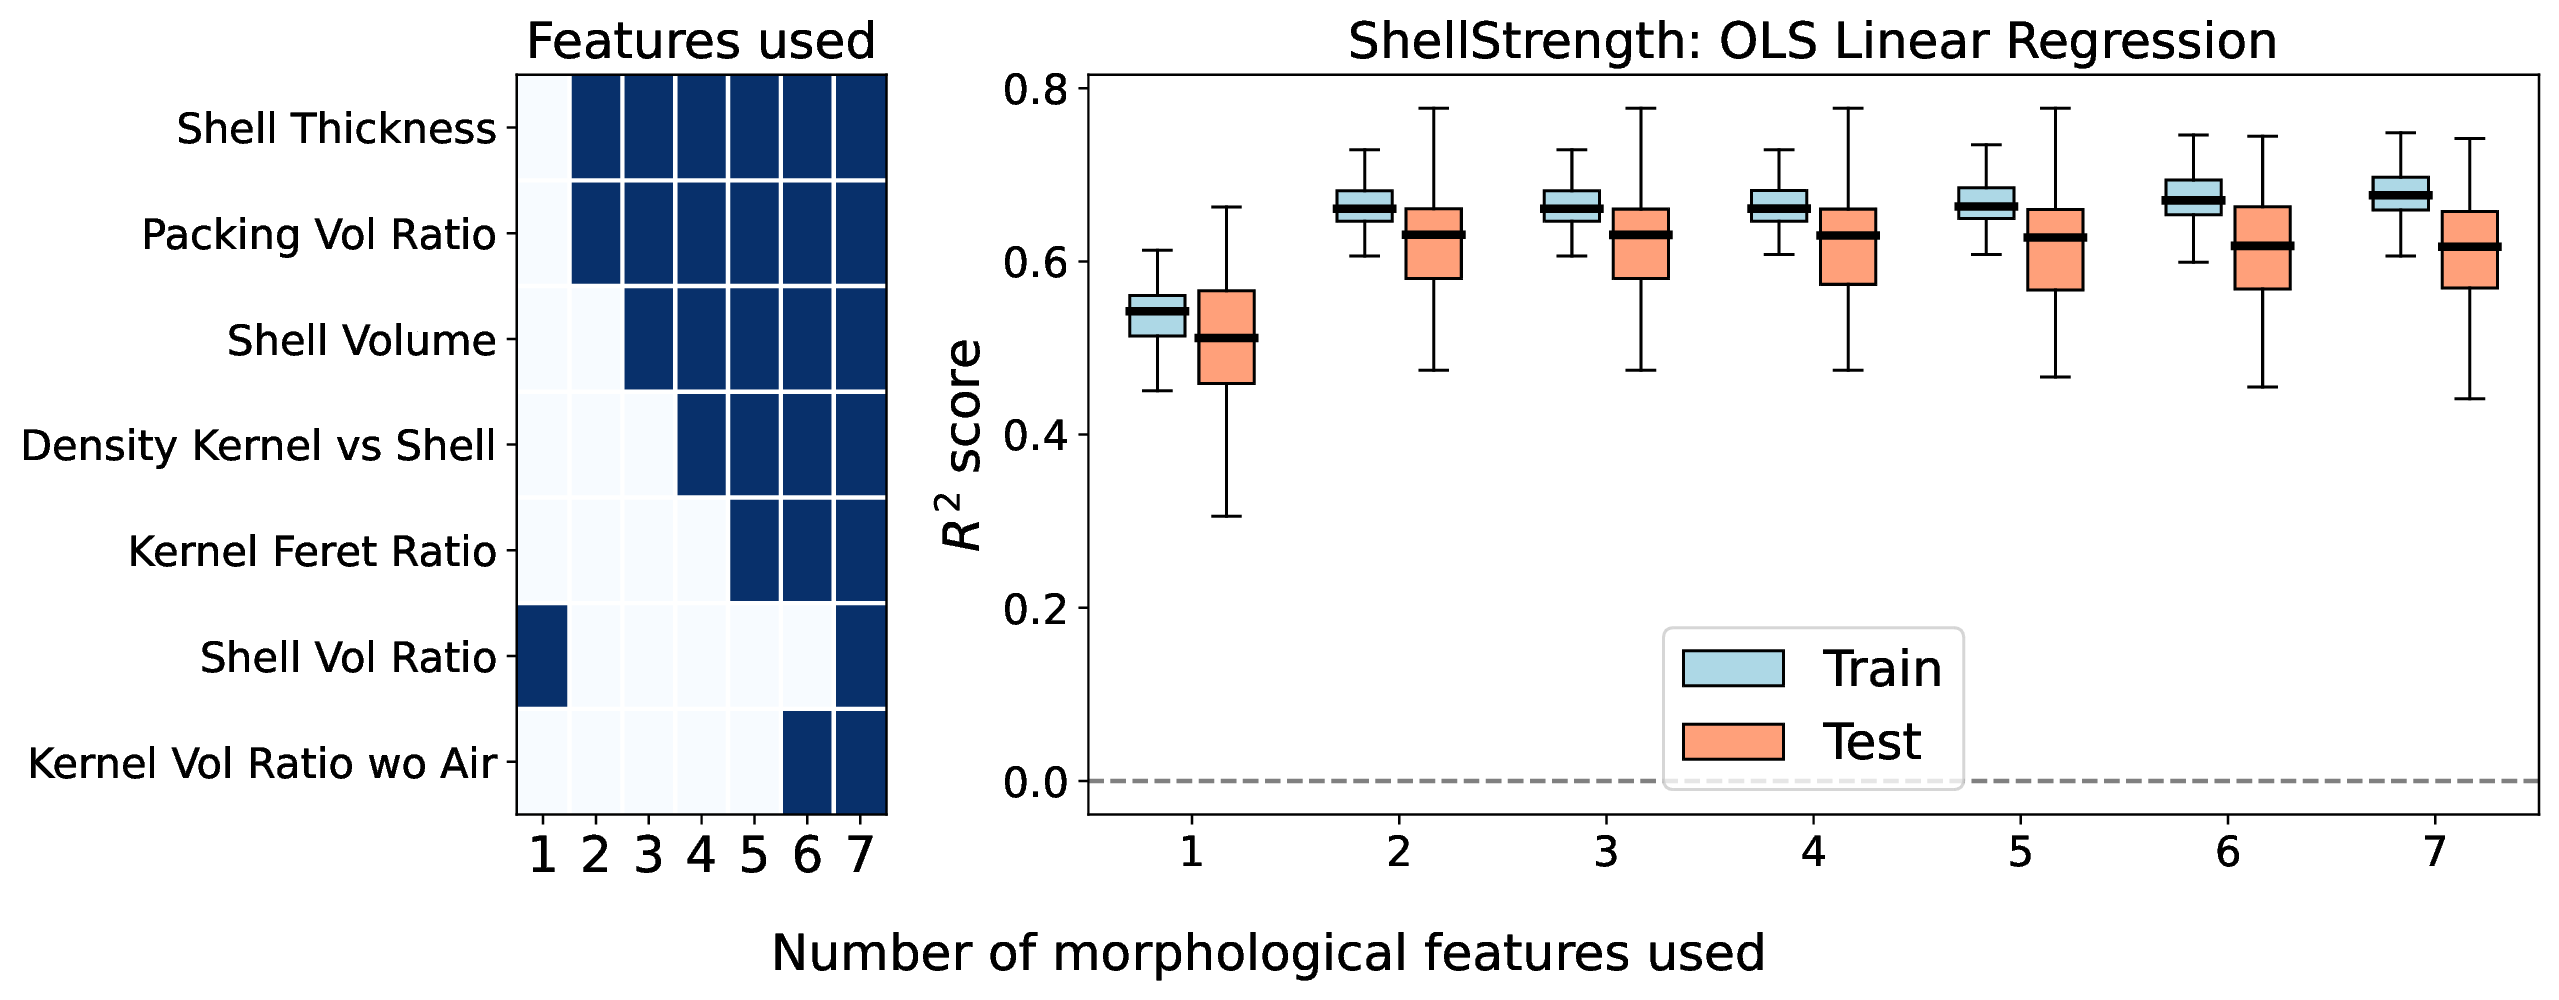 Features used
Shell Thickness
Packing Vol Ratio
Shell Volume
Density Kernel vs Shell
Kernel Feret Ratio
Shell Vol Ratio
Kernel Vol Ratio wo Air
1 2 3 4 5 6 7
ShellStrength: OLS Linear Regression
R² score
0.8
0.6
0.4
0.2
0.0
Train
Test
1 2 3 4 5 6 7
Number of morphological features used